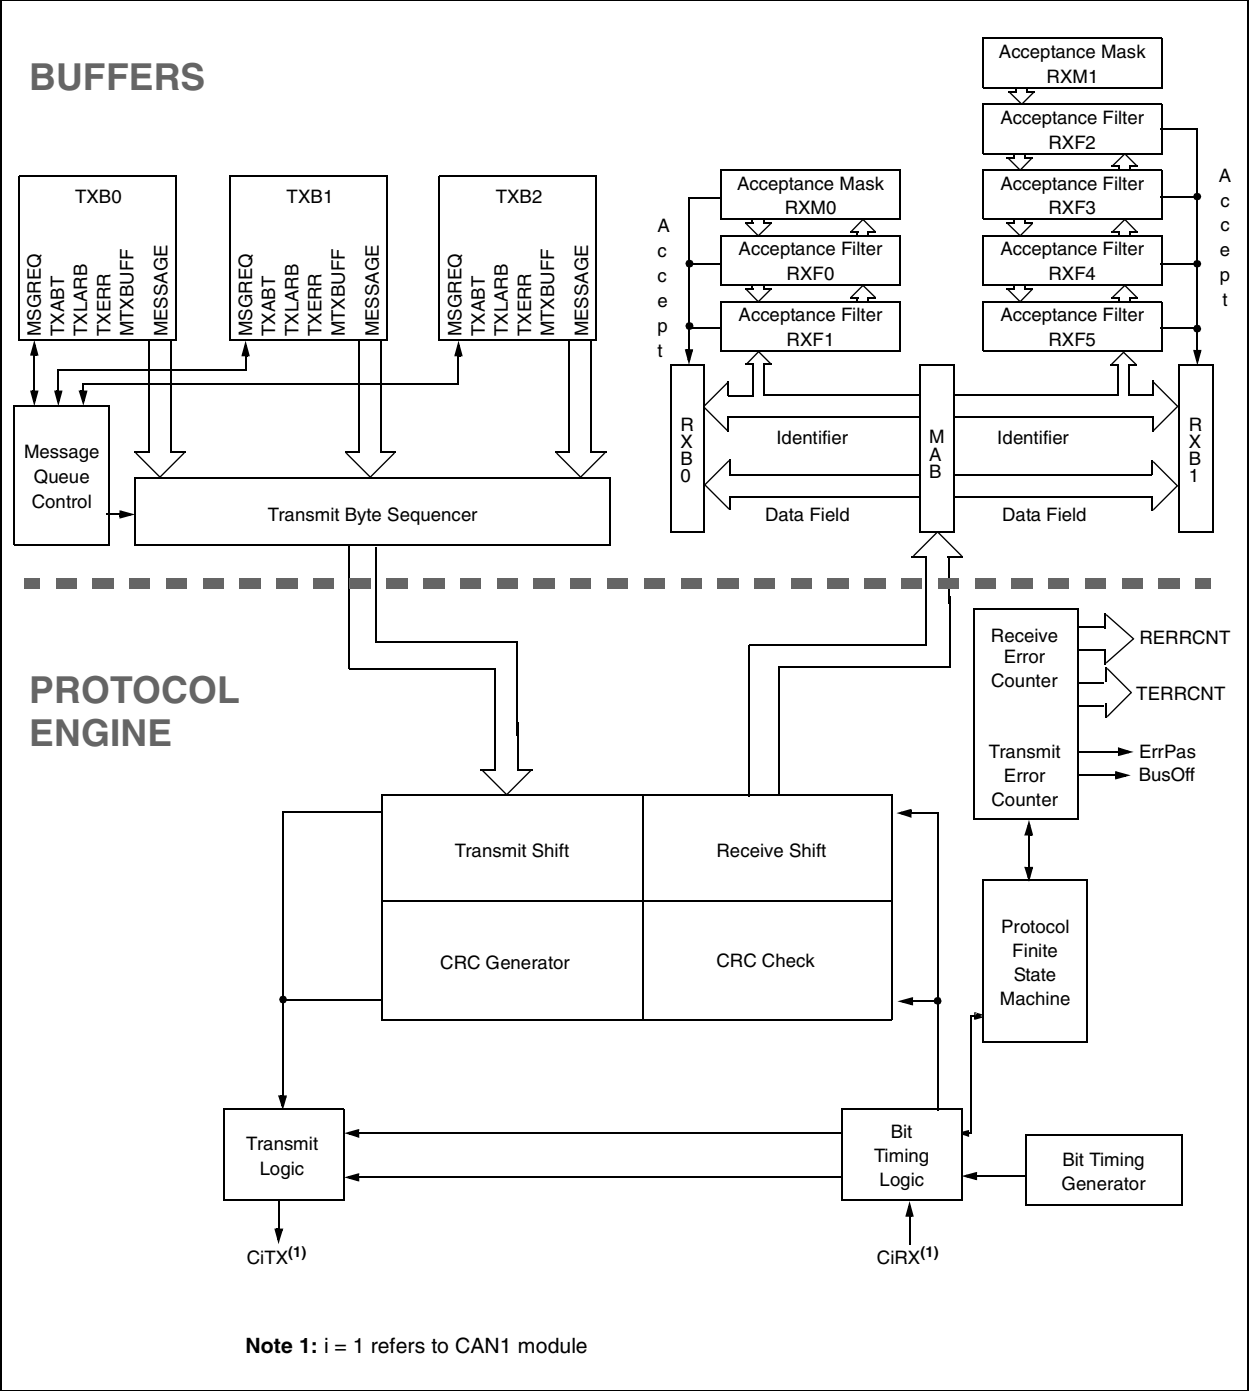 BUFFERS
Acceptance Mask
RXM1
Acceptance Filter
RXF2
Acceptance Filter
RXF3
Acceptance Filter
RXF4
Acceptance Filter
RXF5
Accept
Acceptance Mask
RXM0
Acceptance Filter
RXF0
Acceptance Filter
RXF1
Accept
TXB0
MSGREQ
TXABT
TXLARB
TXERR
MTXBUFF
MESSAGE
TXB1
MSGREQ
TXABT
TXLARB
TXERR
MTXBUFF
MESSAGE
TXB2
MSGREQ
TXABT
TXLARB
TXERR
MTXBUFF
MESSAGE
Message
Queue
Control
Transmit Byte Sequencer
RXB0
Identifier
Data Field
MAB
Identifier
Data Field
RXB1
PROTOCOL
ENGINE
Receive
Error
Counter
Transmit
Error
Counter
RERRCNT
TERRCNT
ErrPas
BusOff
Transmit Shift
Receive Shift
CRC Generator
CRC Check
Protocol
Finite
State
Machine
Transmit
Logic
Bit
Timing
Logic
Bit Timing
Generator
CiTX(1)
CiRX(1)
Note 1: i = 1 refers to CAN1 module